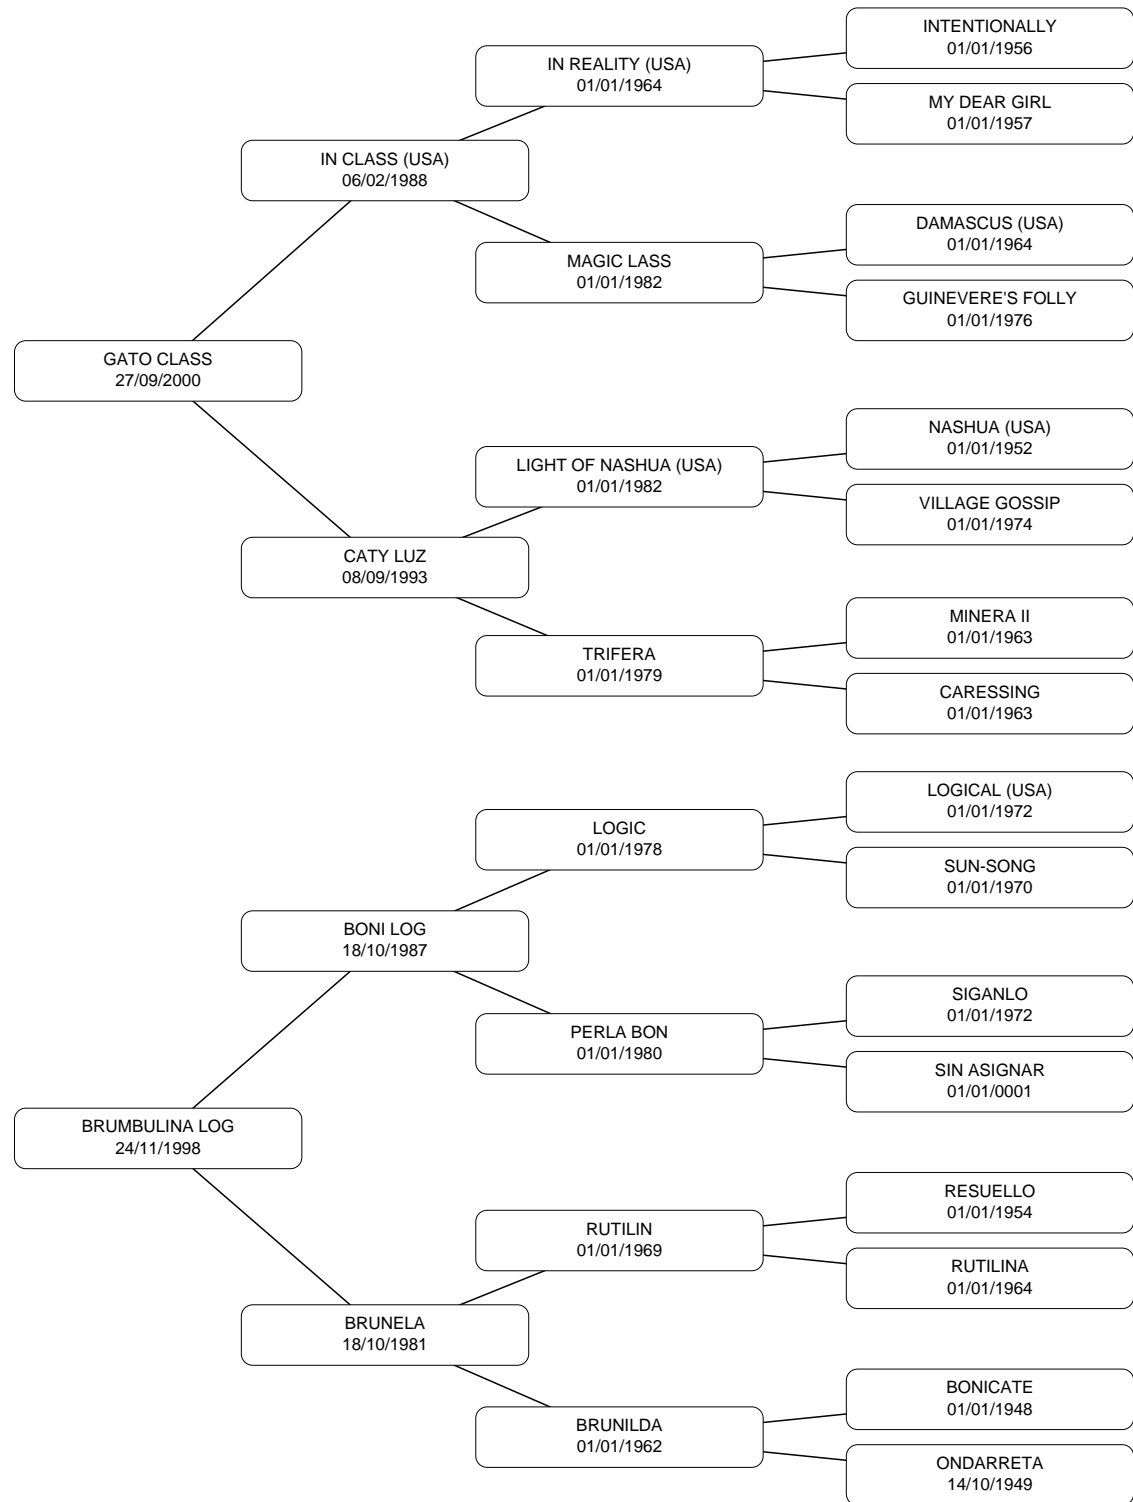 INTENTIONALLY
01/01/1956
IN REALITY (USA)
01/01/1964
MY DEAR GIRL
01/01/1957
IN CLASS (USA)
06/02/1988
DAMASCUS (USA)
01/01/1964
MAGIC LASS
01/01/1982
GUINEVERE'S FOLLY
01/01/1976
GATO CLASS
27/09/2000
NASHUA (USA)
01/01/1952
LIGHT OF NASHUA (USA)
01/01/1982
VILLAGE GOSSIP
01/01/1974
CATY LUZ
08/09/1993
MINERA II
01/01/1963
TRIFERA
01/01/1979
CARESSING
01/01/1963
LOGICAL (USA)
01/01/1972
LOGIC
01/01/1978
SUN-SONG
01/01/1970
BONI LOG
18/10/1987
SIGANLO
01/01/1972
PERLA BON
01/01/1980
SIN ASIGNAR
01/01/0001
BRUMBULINA LOG
24/11/1998
RESUELLO
01/01/1954
RUTILIN
01/01/1969
RUTILINA
01/01/1964
BRUNELA
18/10/1981
BONICATE
01/01/1948
BRUNILDA
01/01/1962
ONDARRETA
14/10/1949